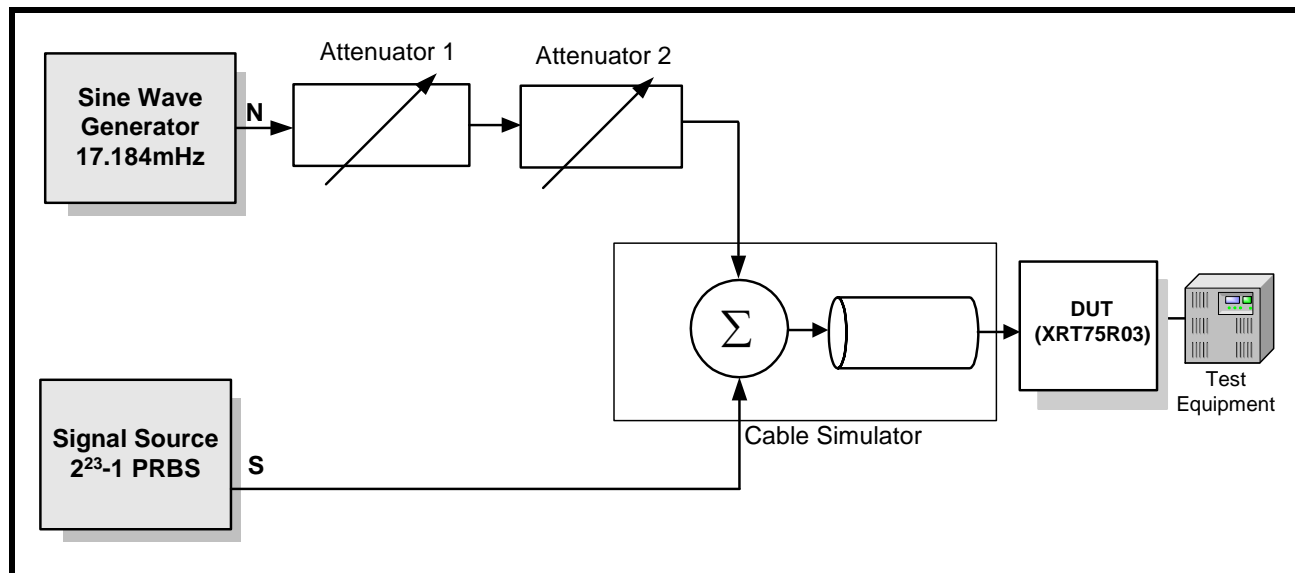 Attenuator 1
Attenuator 2
Sine Wave
Generator
17.184mHz
N
Σ
DUT
(XRT75R03)
Test
Equipment
Cable Simulator
Signal Source
2²³-1 PRBS
S